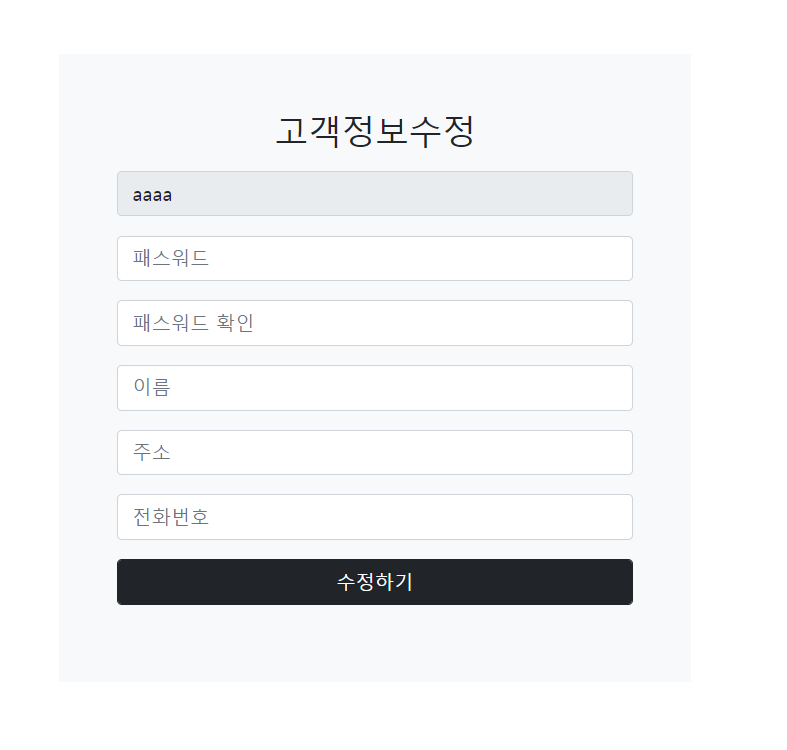 고객정보수정
aaaa
패스워드
패스워드 확인
이름
주소
전화번호
수정하기